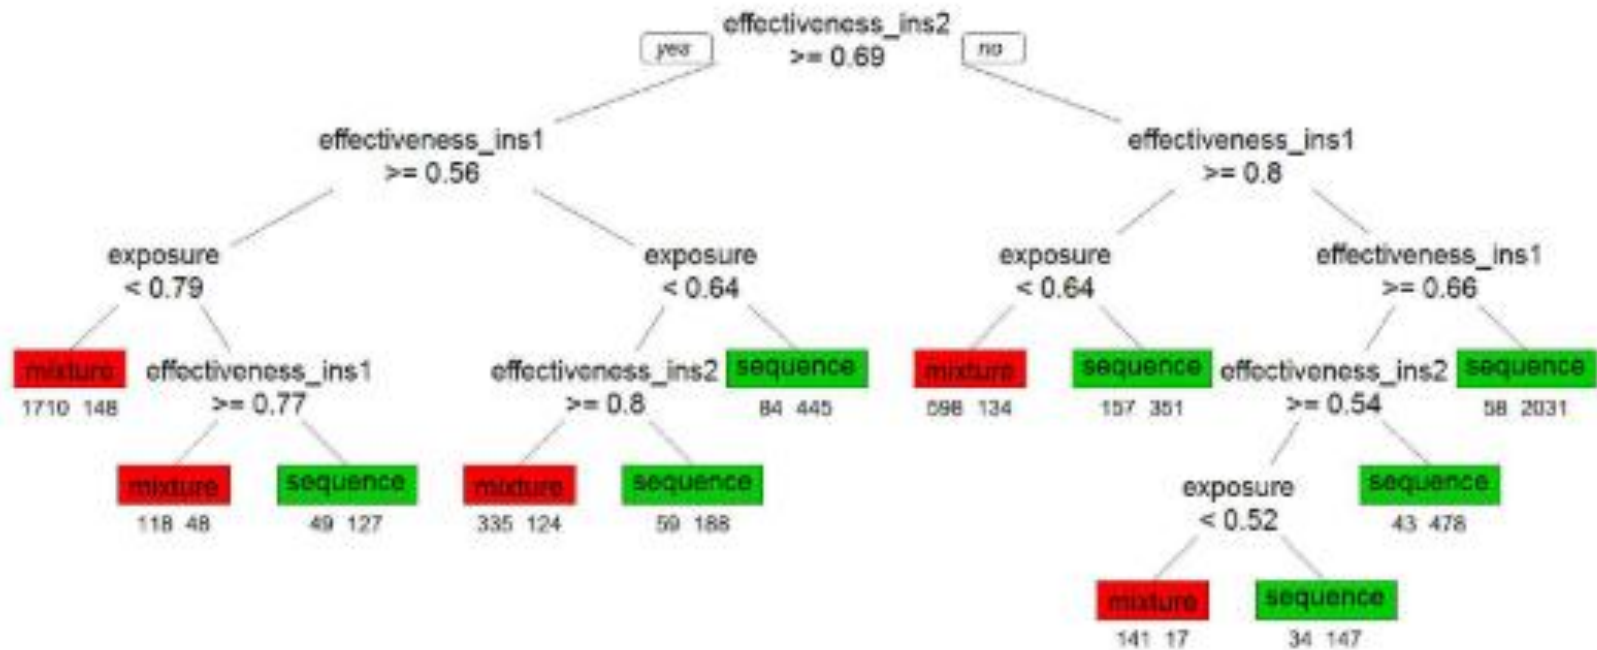 effectiveness_ins2
yes >= 0.69 no
effectiveness_ins1 effectiveness_ins1
>= 0.56 >= 0.8
exposure exposure exposure effectiveness_ins1
< 0.79 < 0.64 < 0.64 >= 0.66
mixture effectiveness_ins1 effectiveness_ins2 sequence mixture sequence effectiveness_ins2 sequence
1710 148 >= 0.77 >= 0.8 84 445 598 134 157 351 >= 0.54 58 2031
mixture sequence mixture sequence exposure sequence
118 48 49 127 335 124 59 188 < 0.52 43 478
mixture sequence
141 17 34 147